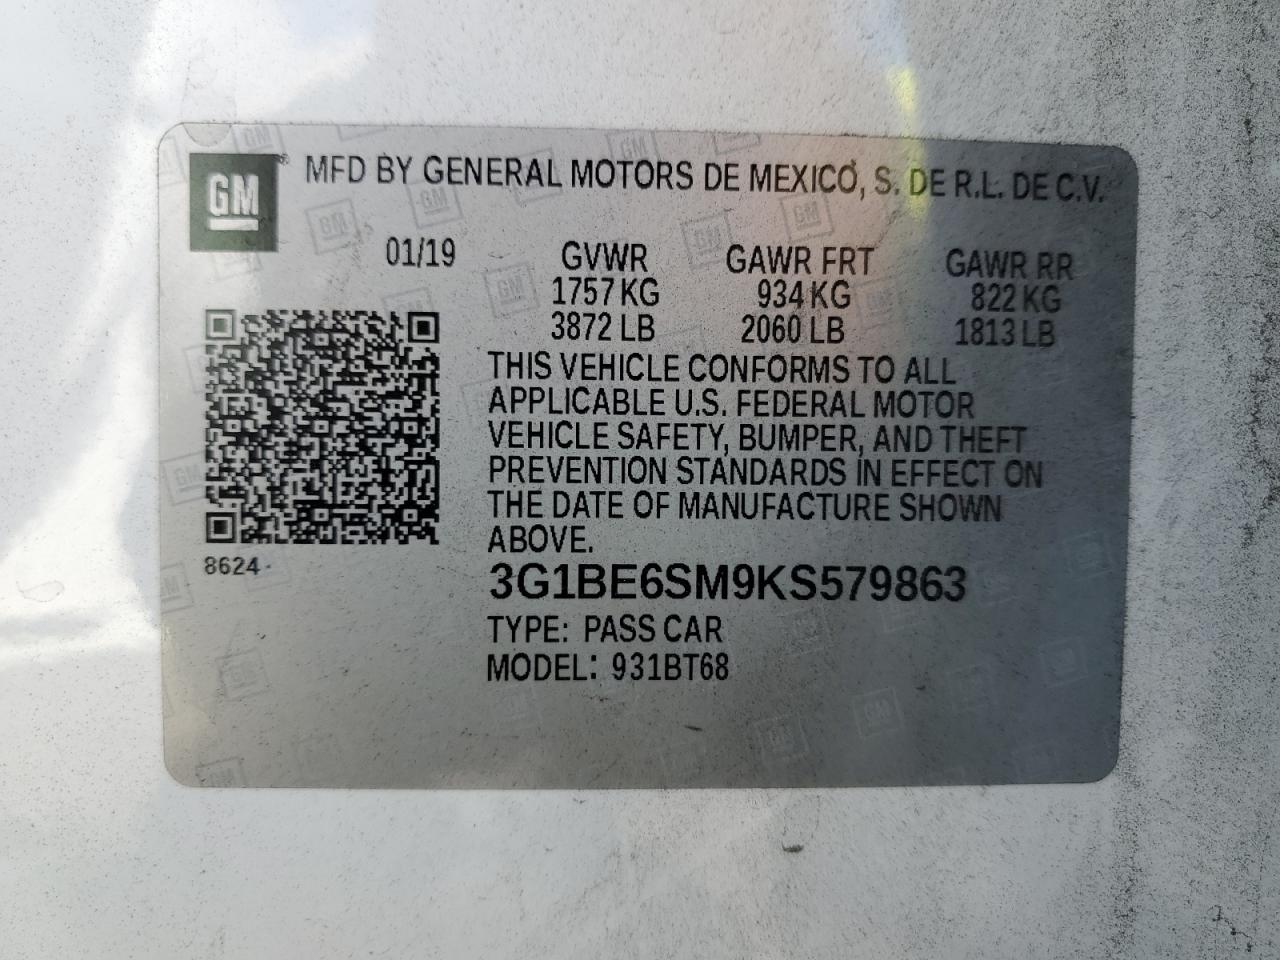 GM
MFD BY GENERAL MOTORS DE MEXICO, S. DE R.L. DE C.V.
01/19 GVWR GAWR FRT GAWR RR
1757 KG 934 KG 822 KG
3872 LB 2060 LB 1813 LB
THIS VEHICLE CONFORMS TO ALL
APPLICABLE U.S. FEDERAL MOTOR
VEHICLE SAFETY, BUMPER, AND THEFT
PREVENTION STANDARDS IN EFFECT ON
THE DATE OF MANUFACTURE SHOWN
ABOVE.
8624
3G1BE6SM9KS579863
TYPE: PASS CAR
MODEL: 931BT68